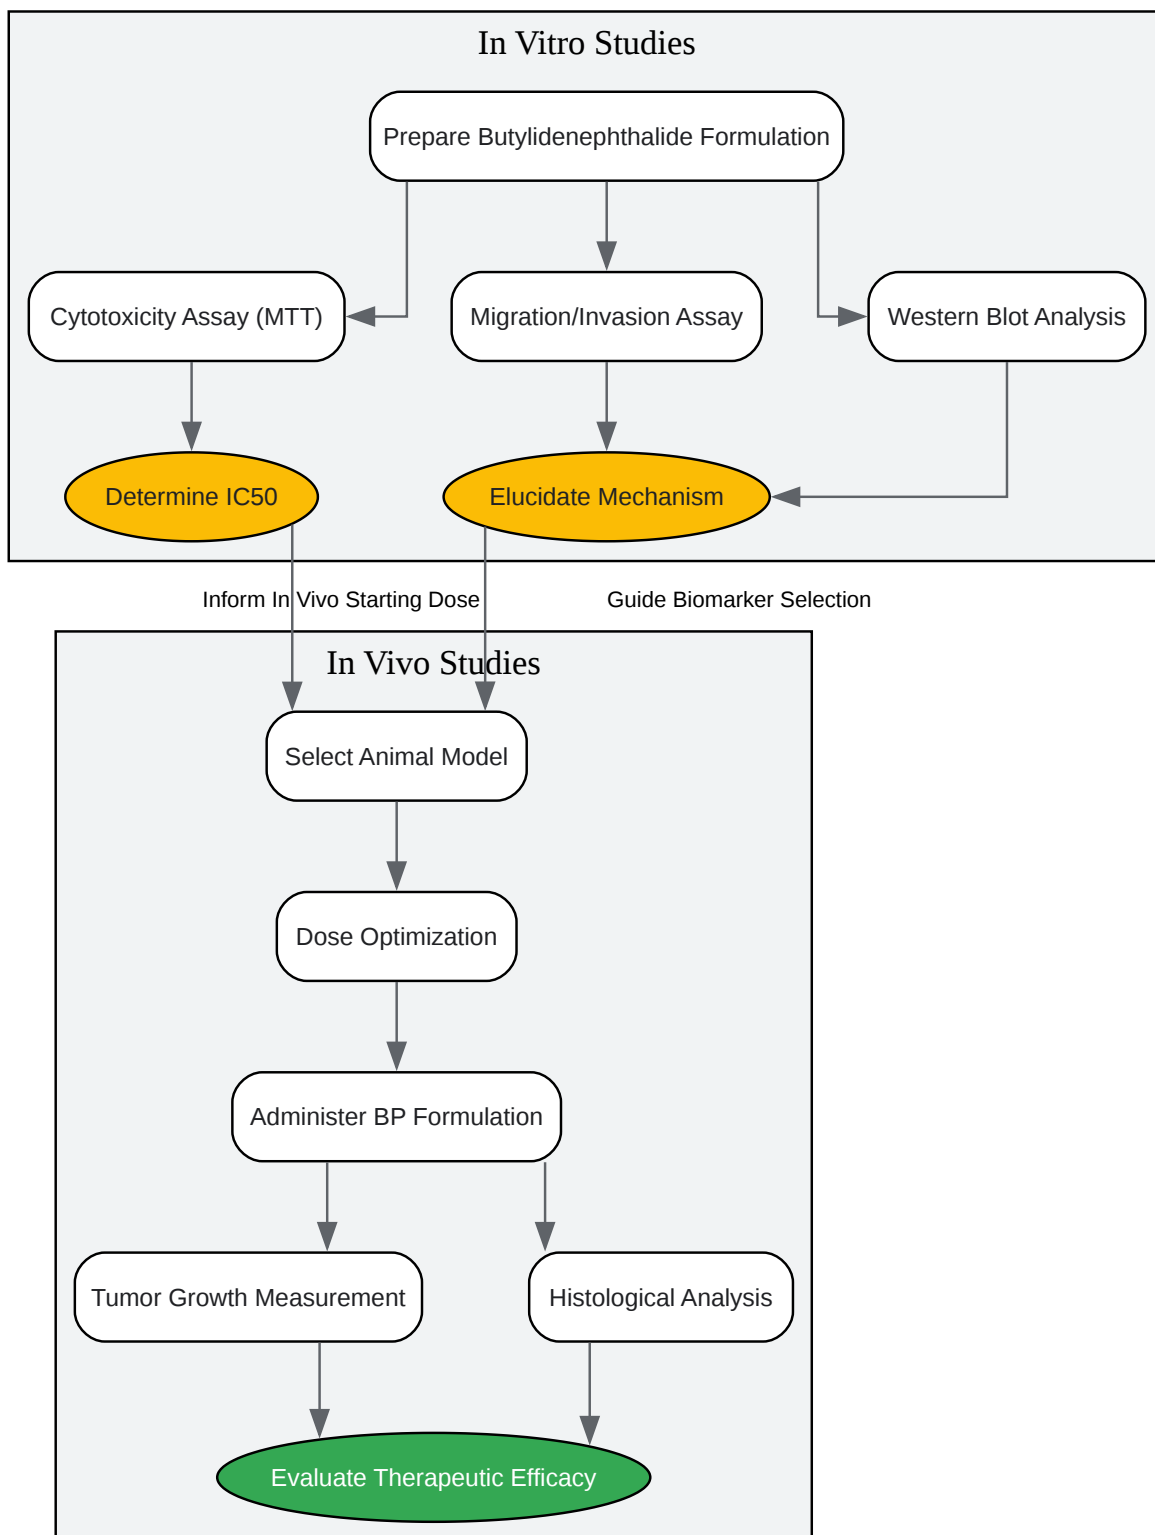 In Vitro Studies
Prepare Butylidenephthalide Formulation
Cytotoxicity Assay (MTT)
Migration/Invasion Assay
Western Blot Analysis
Determine IC50
Elucidate Mechanism
Inform In Vivo Starting Dose
Guide Biomarker Selection
In Vivo Studies
Select Animal Model
Dose Optimization
Administer BP Formulation
Tumor Growth Measurement
Histological Analysis
Evaluate Therapeutic Efficacy